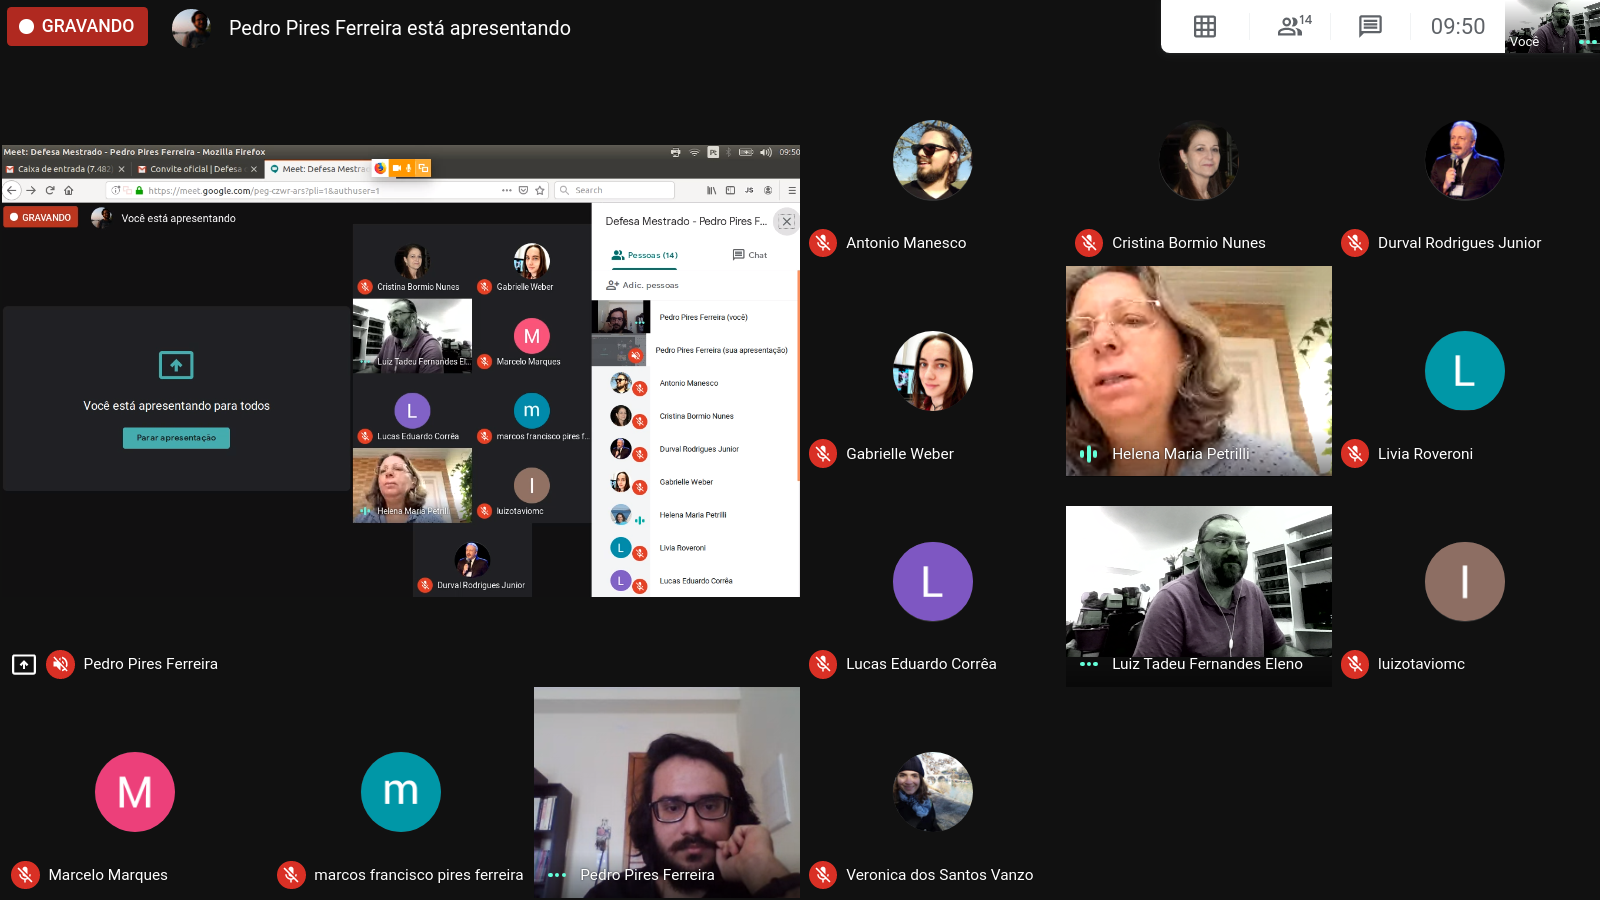 GRAVANDO
Pedro Pires Ferreira está apresentando
14
09:50
Você
Meet: Defesa Mestrado - Pedro Pires Ferreira - Mozilla Firefox
Pt
09:50
Caixa de entrada (7.482)
Convite oficial | Defesa
Meet: Defesa Mestrad
https://meet.google.com/peg-czwr-ars?pli=1&authuser=1
Search
JS
GRAVANDO
Você está apresentando
Defesa Mestrado - Pedro Pires F...
Pessoas (14)
Chat
Adic. pessoas
Cristina Bormio Nunes
Gabrielle Weber
Luiz Tadeu Fernandes El...
M
Marcelo Marques
L
Lucas Eduardo Corrêa
m
marcos francisco pires f...
Helena Maria Petrilli
l
luizotaviomc
Durval Rodrigues Junior
Você está apresentando para todos
Parar apresentação
Pedro Pires Ferreira (você)
Pedro Pires Ferreira (sua apresentação)
Antonio Manesco
Cristina Bormio Nunes
Durval Rodrigues Junior
Gabrielle Weber
Helena Maria Petrilli
L
Livia Roveroni
L
Lucas Eduardo Corrêa
Pedro Pires Ferreira
Antonio Manesco
Cristina Bormio Nunes
Durval Rodrigues Junior
Gabrielle Weber
Helena Maria Petrilli
L
Livia Roveroni
L
Lucas Eduardo Corrêa
Luiz Tadeu Fernandes Eleno
l
luizotaviomc
M
Marcelo Marques
m
marcos francisco pires ferreira
Pedro Pires Ferreira
Veronica dos Santos Vanzo